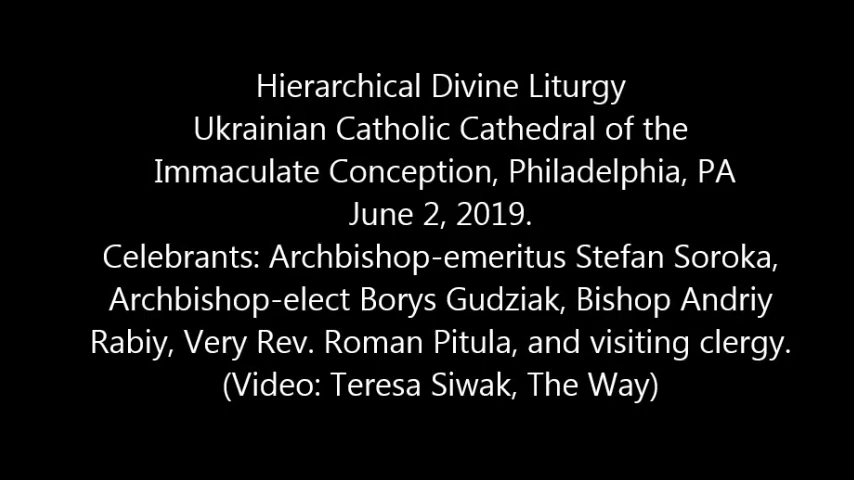 Hierarchical Divine Liturgy
Ukrainian Catholic Cathedral of the
Immaculate Conception, Philadelphia, PA
June 2, 2019.
Celebrants: Archbishop-emeritus Stefan Soroka,
Archbishop-elect Borys Gudziak, Bishop Andriy
Rabiy, Very Rev. Roman Pitula, and visiting clergy.
(Video: Teresa Siwak, The Way)